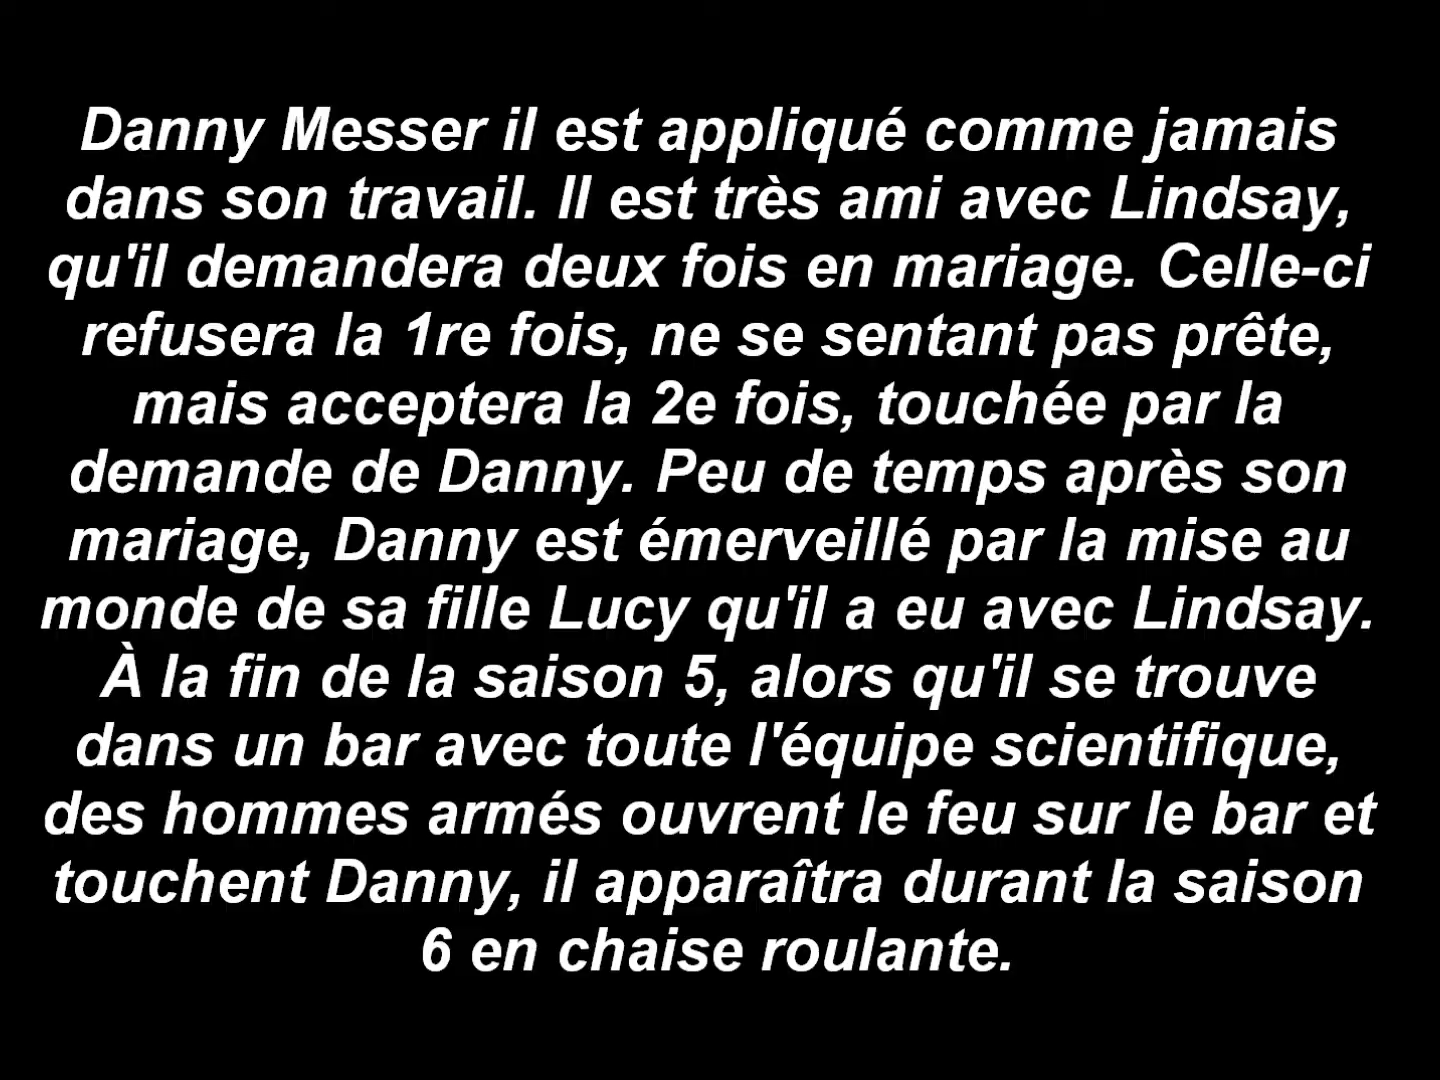 Danny Messer il est appliqué comme jamais
dans son travail. Il est très ami avec Lindsay,
qu'il demandera deux fois en mariage. Celle-ci
refusera la 1re fois, ne se sentant pas prête,
mais acceptera la 2e fois, touchée par la
demande de Danny. Peu de temps après son
mariage, Danny est émerveillé par la mise au
monde de sa fille Lucy qu'il a eu avec Lindsay.
À la fin de la saison 5, alors qu'il se trouve
dans un bar avec toute l'équipe scientifique,
des hommes armés ouvrent le feu sur le bar et
touchent Danny, il apparaîtra durant la saison
6 en chaise roulante.